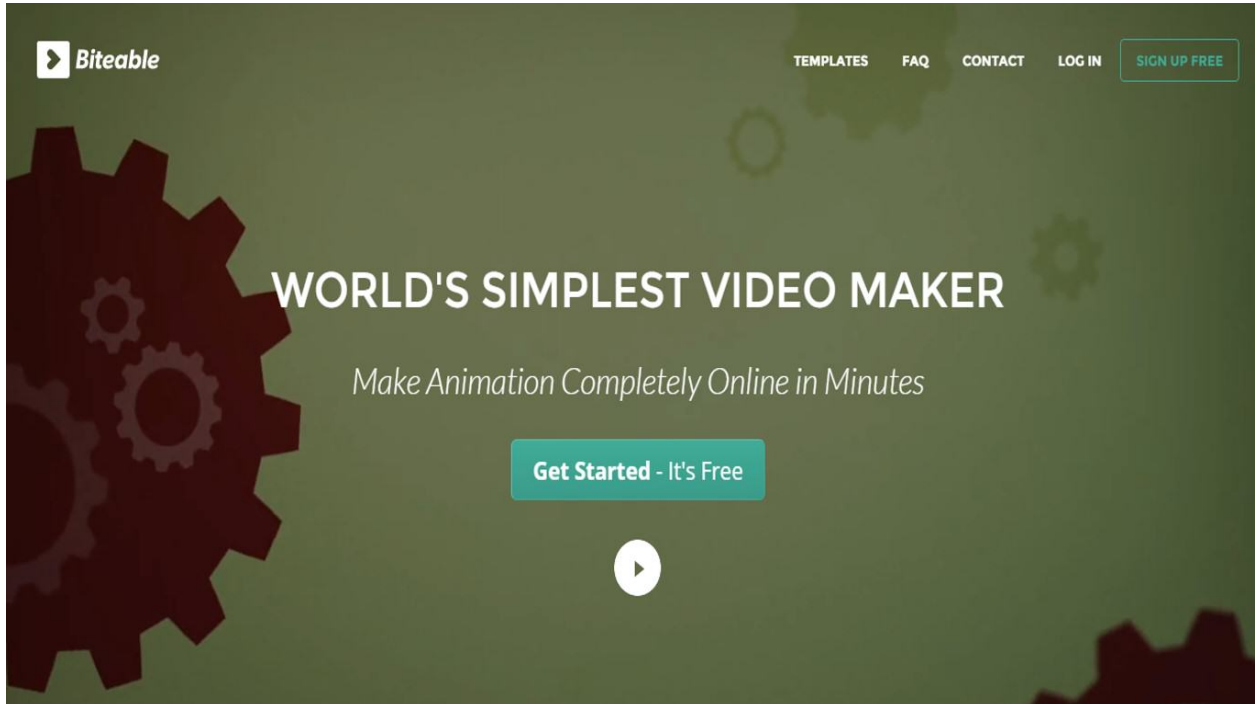 Biteable
TEMPLATES FAQ CONTACT LOG IN SIGN UP FREE
WORLD'S SIMPLEST VIDEO MAKER
Make Animation Completely Online in Minutes
Get Started - It's Free